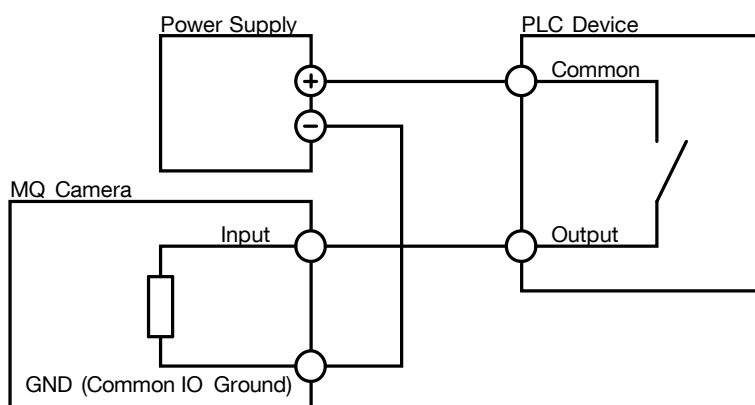 Power Supply
PLC Device
+
Common
−
MQ Camera
Input
Output
GND (Common IO Ground)